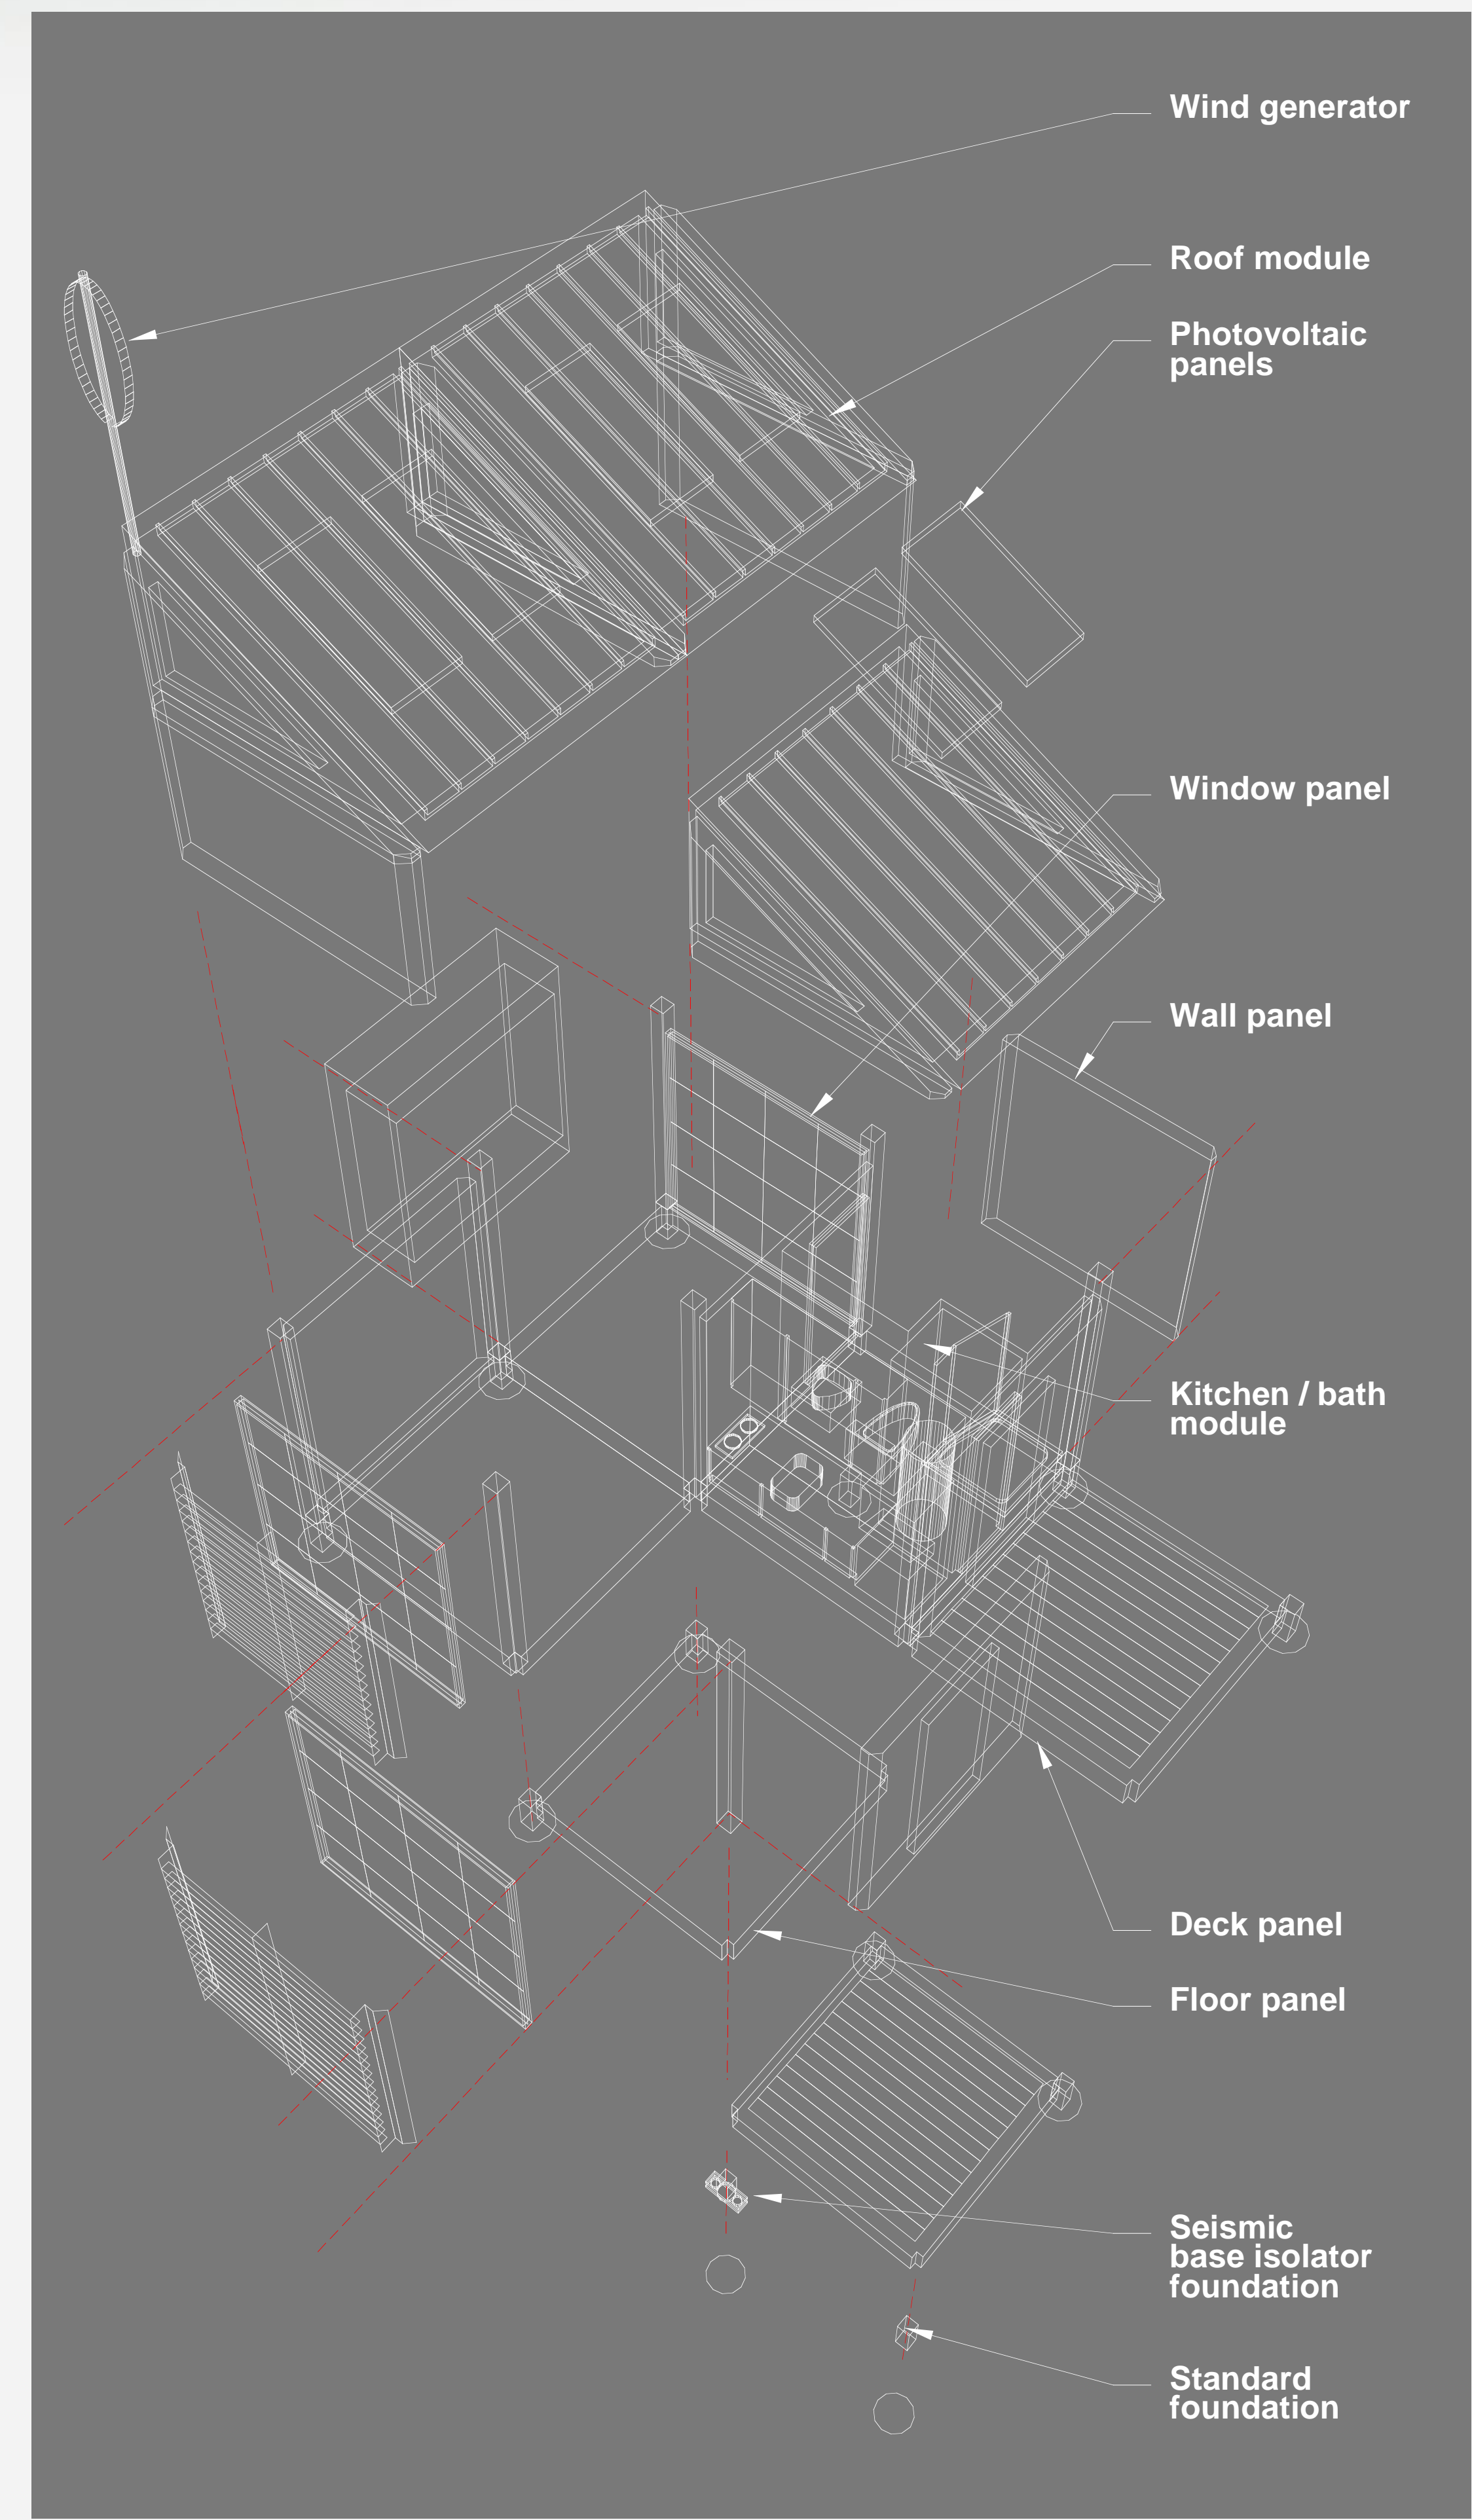 Wind generator
Roof module
Photovoltaic
panels
Window panel
Wall panel
Kitchen / bath
module
Deck panel
Floor panel
Seismic
base isolator
foundation
Standard
foundation